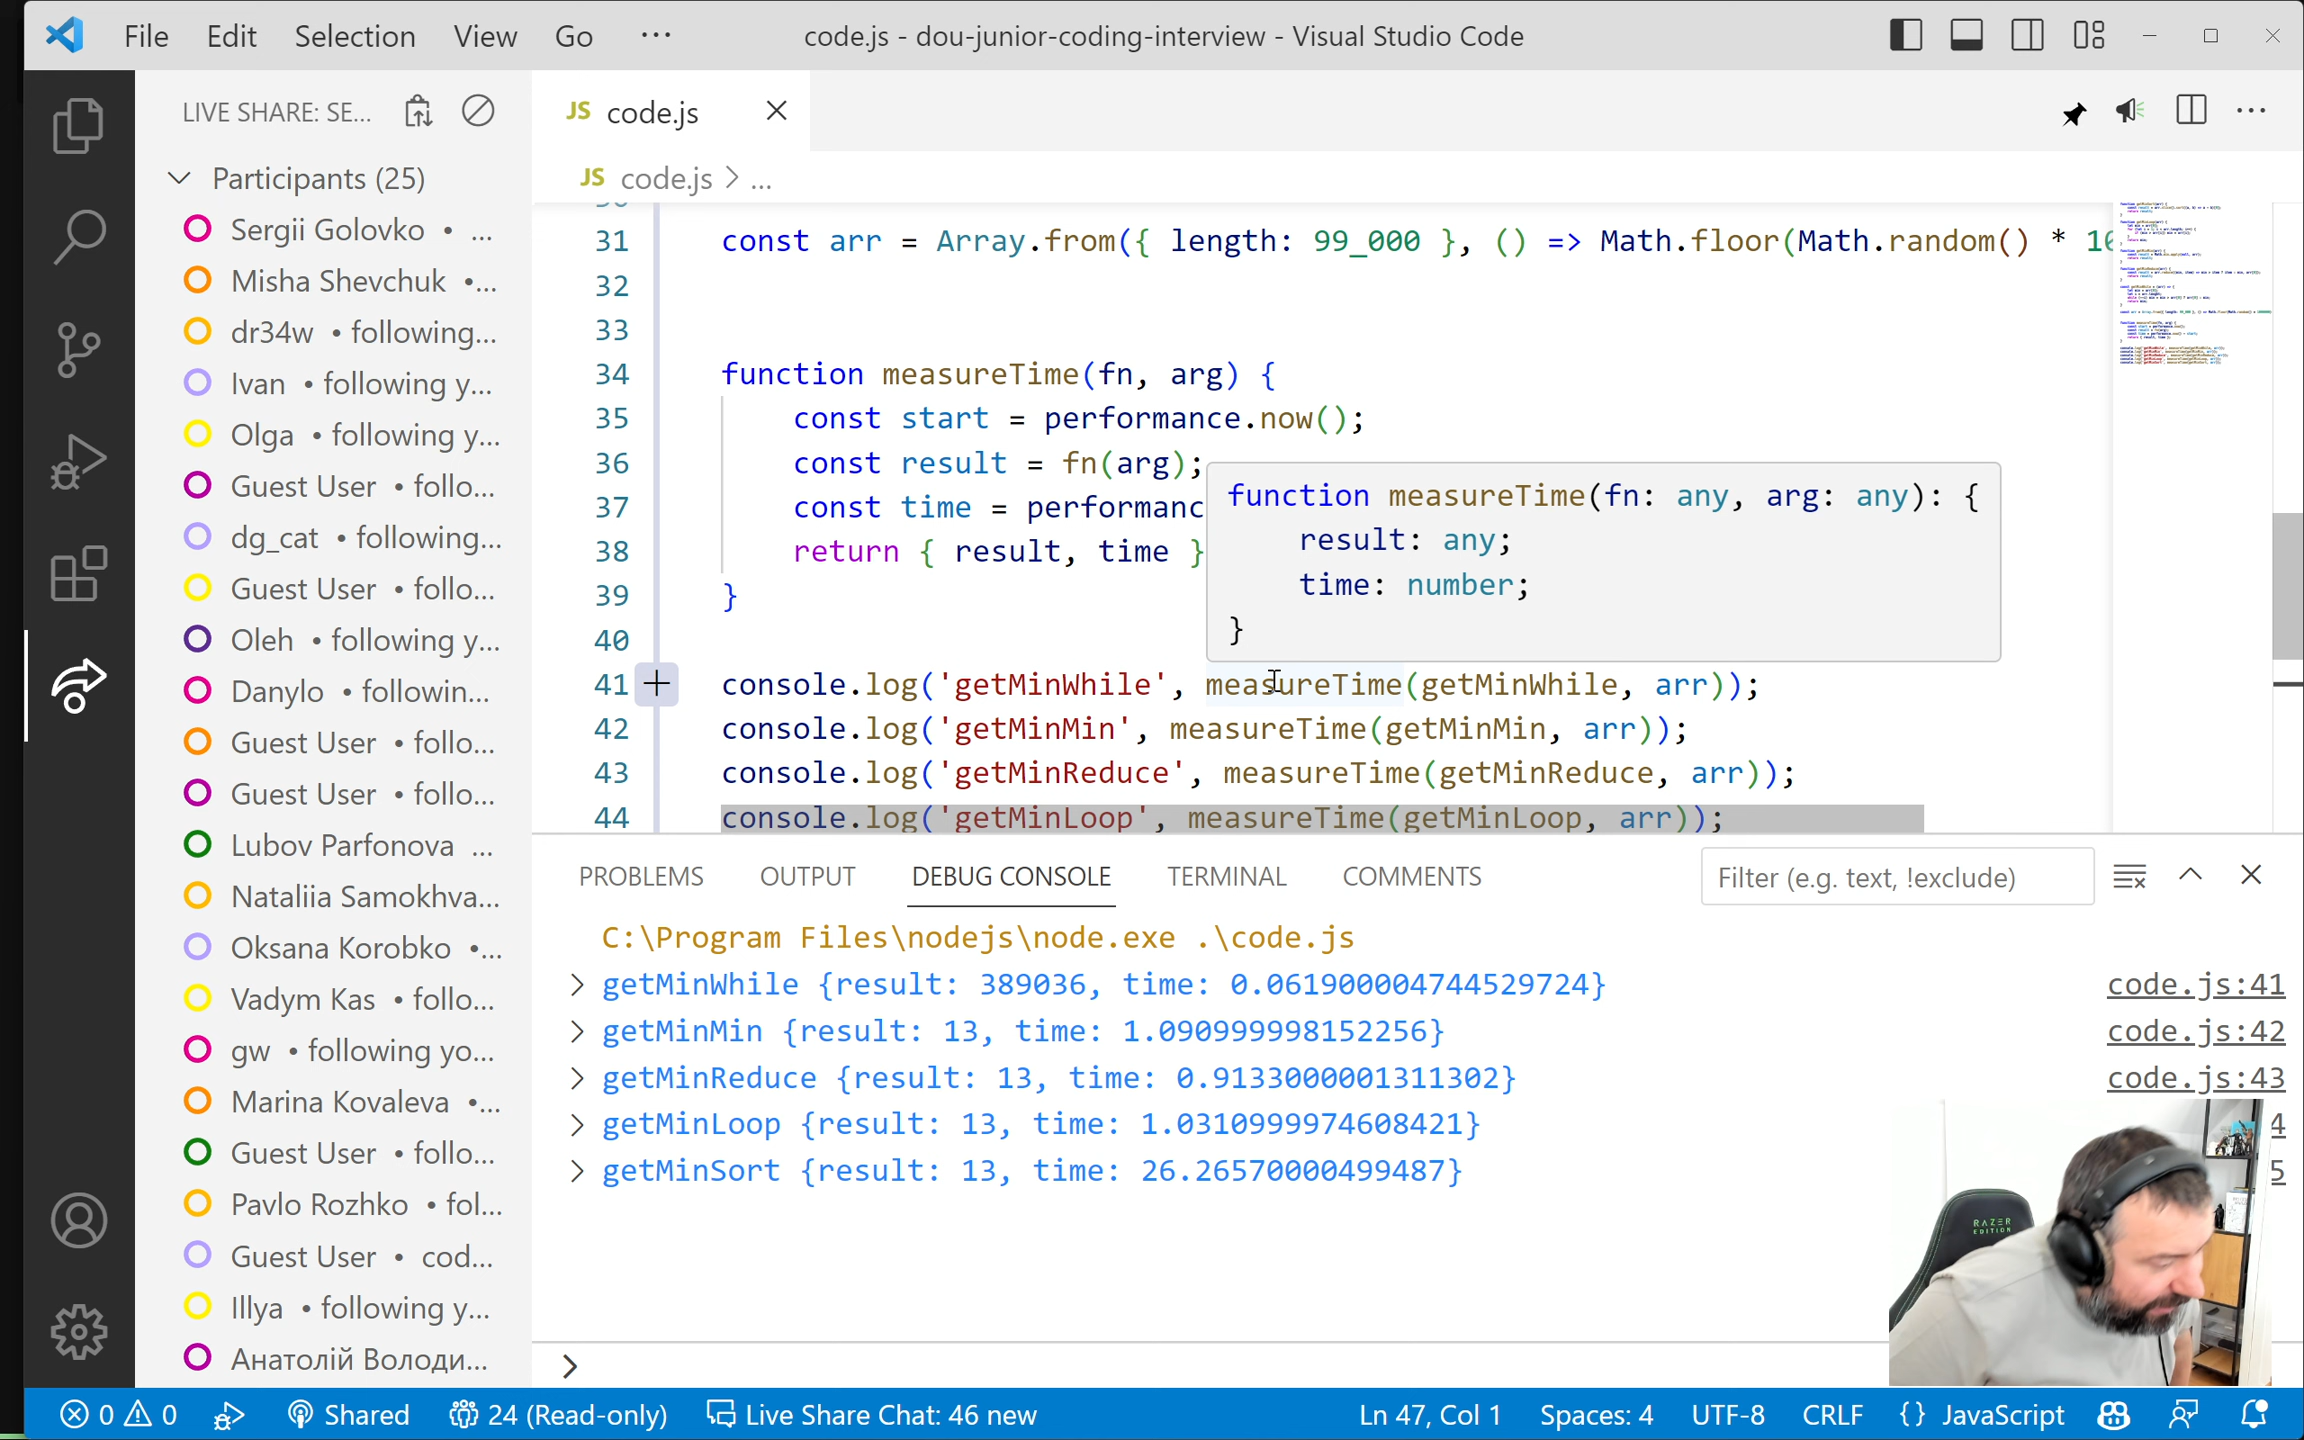 File Edit Selection View Go ··· code.js - dou-junior-coding-interview - Visual Studio Code
LIVE SHARE: SE...
JS code.js
Participants (25)
JS code.js > ...
Sergii Golovko • ...
Misha Shevchuk •...
dr34w • following...
Ivan • following y...
Olga • following y...
Guest User • follo...
dg_cat • following...
Guest User • follo...
Oleh • following y...
Danylo • followin...
Guest User • follo...
Guest User • follo...
Lubov Parfonova ...
Nataliia Samokhva...
Oksana Korobko •...
Vadym Kas • follo...
gw • following yo...
Marina Kovaleva •...
Guest User • follo...
Pavlo Rozhko • fol...
Guest User • cod...
Illya • following y...
Анатолій Володи...
31 const arr = Array.from({ length: 99_000 }, () => Math.floor(Math.random() * 10
32
33
34 function measureTime(fn, arg) {
35 const start = performance.now();
36 const result = fn(arg);
37 const time = performanc
38 return { result, time }
39 }
40
function measureTime(fn: any, arg: any): {
result: any;
time: number;
}
41 console.log('getMinWhile', measureTime(getMinWhile, arr));
42 console.log('getMinMin', measureTime(getMinMin, arr));
43 console.log('getMinReduce', measureTime(getMinReduce, arr));
44 console.log('getMinLoop', measureTime(getMinLoop, arr));
PROBLEMS OUTPUT DEBUG CONSOLE TERMINAL COMMENTS Filter (e.g. text, !exclude)
C:\Program Files\nodejs\node.exe .\code.js
> getMinWhile {result: 389036, time: 0.061900004744529724} code.js:41
> getMinMin {result: 13, time: 1.090999998152256} code.js:42
> getMinReduce {result: 13, time: 0.9133000001311302} code.js:43
> getMinLoop {result: 13, time: 1.0310999974608421} 4
> getMinSort {result: 13, time: 26.26570000499487} 5
>
RAZER
EDITION
0 0 Shared 24 (Read-only) Live Share Chat: 46 new Ln 47, Col 1 Spaces: 4 UTF-8 CRLF {} JavaScript